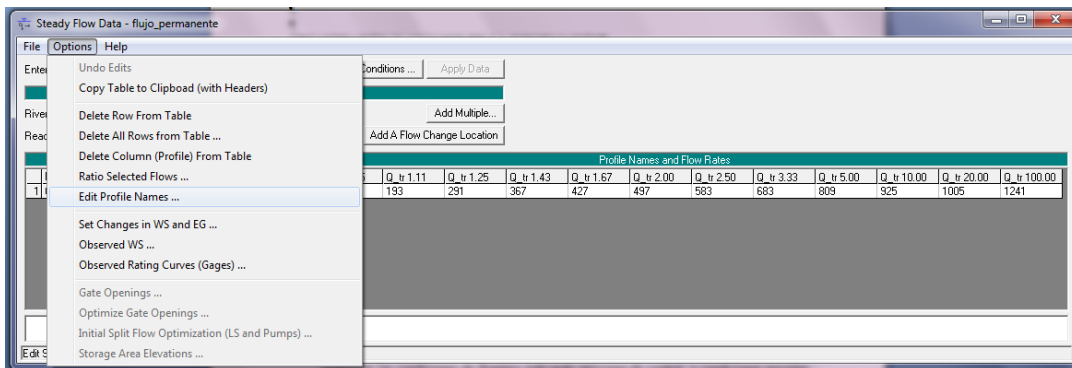 Steady Flow Data - flujo_permanente
File Options Help
Undo Edits
Copy Table to Clipboad (with Headers)
Delete Row From Table
Delete All Rows from Table ...
Delete Column (Profile) From Table
Ratio Selected Flows ...
Edit Profile Names ...
Set Changes in WS and EG ...
Observed WS ...
Observed Rating Curves (Gages) ...
Gate Openings ...
Optimize Gate Openings ...
Initial Split Flow Optimization (LS and Pumps) ...
Storage Area Elevations ...
Conditions ... Apply Data
Add Multiple...
Add A Flow Change Location
Profile Names and Flow Rates
Q_tr 1.11 Q_tr 1.25 Q_tr 1.43 Q_tr 1.67 Q_tr 2.00 Q_tr 2.50 Q_tr 3.33 Q_tr 5.00 Q_tr 10.00 Q_tr 20.00 Q_tr 100.00
1 193 291 367 427 497 583 683 809 925 1005 1241
Edit S